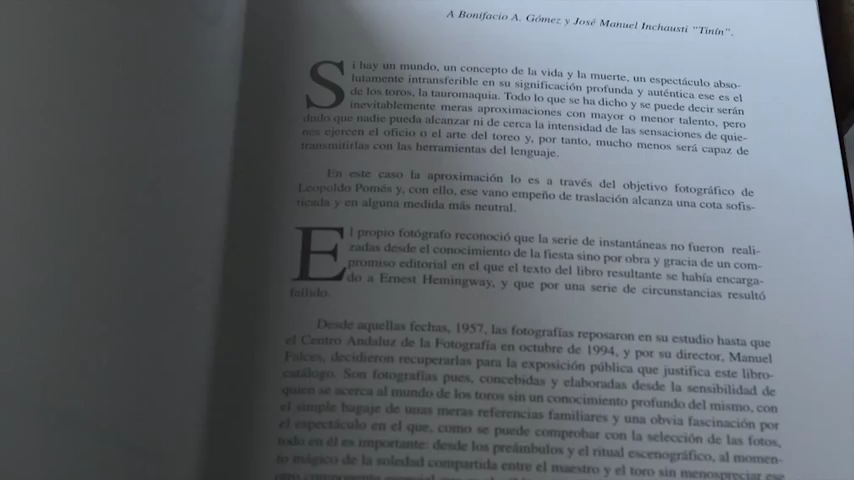 A Bonifacio A. Gómez y José Manuel Inchausti "Tinín".
Si hay un mundo, un concepto de la vida y la muerte, un espectáculo abso-
lutamente intransferible en su significación profunda y auténtica ese es el
de los toros, la tauromaquia. Todo lo que se ha dicho y se puede decir serán
inevitablemente meras aproximaciones con mayor o menor talento, pero
dudo que nadie pueda alcanzar ni de cerca la intensidad de las sensaciones de quie-
nes ejercen el oficio o el arte del toreo y, por tanto, mucho menos será capaz de
transmitirlas con las herramientas del lenguaje.
En este caso la aproximación lo es a través del objetivo fotográfico de
Leopoldo Pomés y, con ello, ese vano empeño de traslación alcanza una cota sofis-
ticada y en alguna medida más neutral.
El propio fotógrafo reconoció que la serie de instantáneas no fueron reali-
zadas desde el conocimiento de la fiesta sino por obra y gracia de un com-
promiso editorial en el que el texto del libro resultante se había encarga-
do a Ernest Hemingway, y que por una serie de circunstancias resultó
fallido.
Desde aquellas fechas, 1957, las fotografías reposaron en su estudio hasta que
el Centro Andaluz de la Fotografía en octubre de 1994, y por su director, Manuel
Falces, decidieron recuperarlas para la exposición pública que justifica este libro-
catálogo. Son fotografías pues, concebidas y elaboradas desde la sensibilidad de
quien se acerca al mundo de los toros sin un conocimiento profundo del mismo, con
el simple bagaje de unas meras referencias familiares y una obvia fascinación por
el espectáculo en el que, como se puede comprobar con la selección de las fotos,
todo en él es importante: desde los preámbulos y el ritual escenográfico, al momen-
to mágico de la soledad compartida entre el maestro y el toro sin menospreciar ese